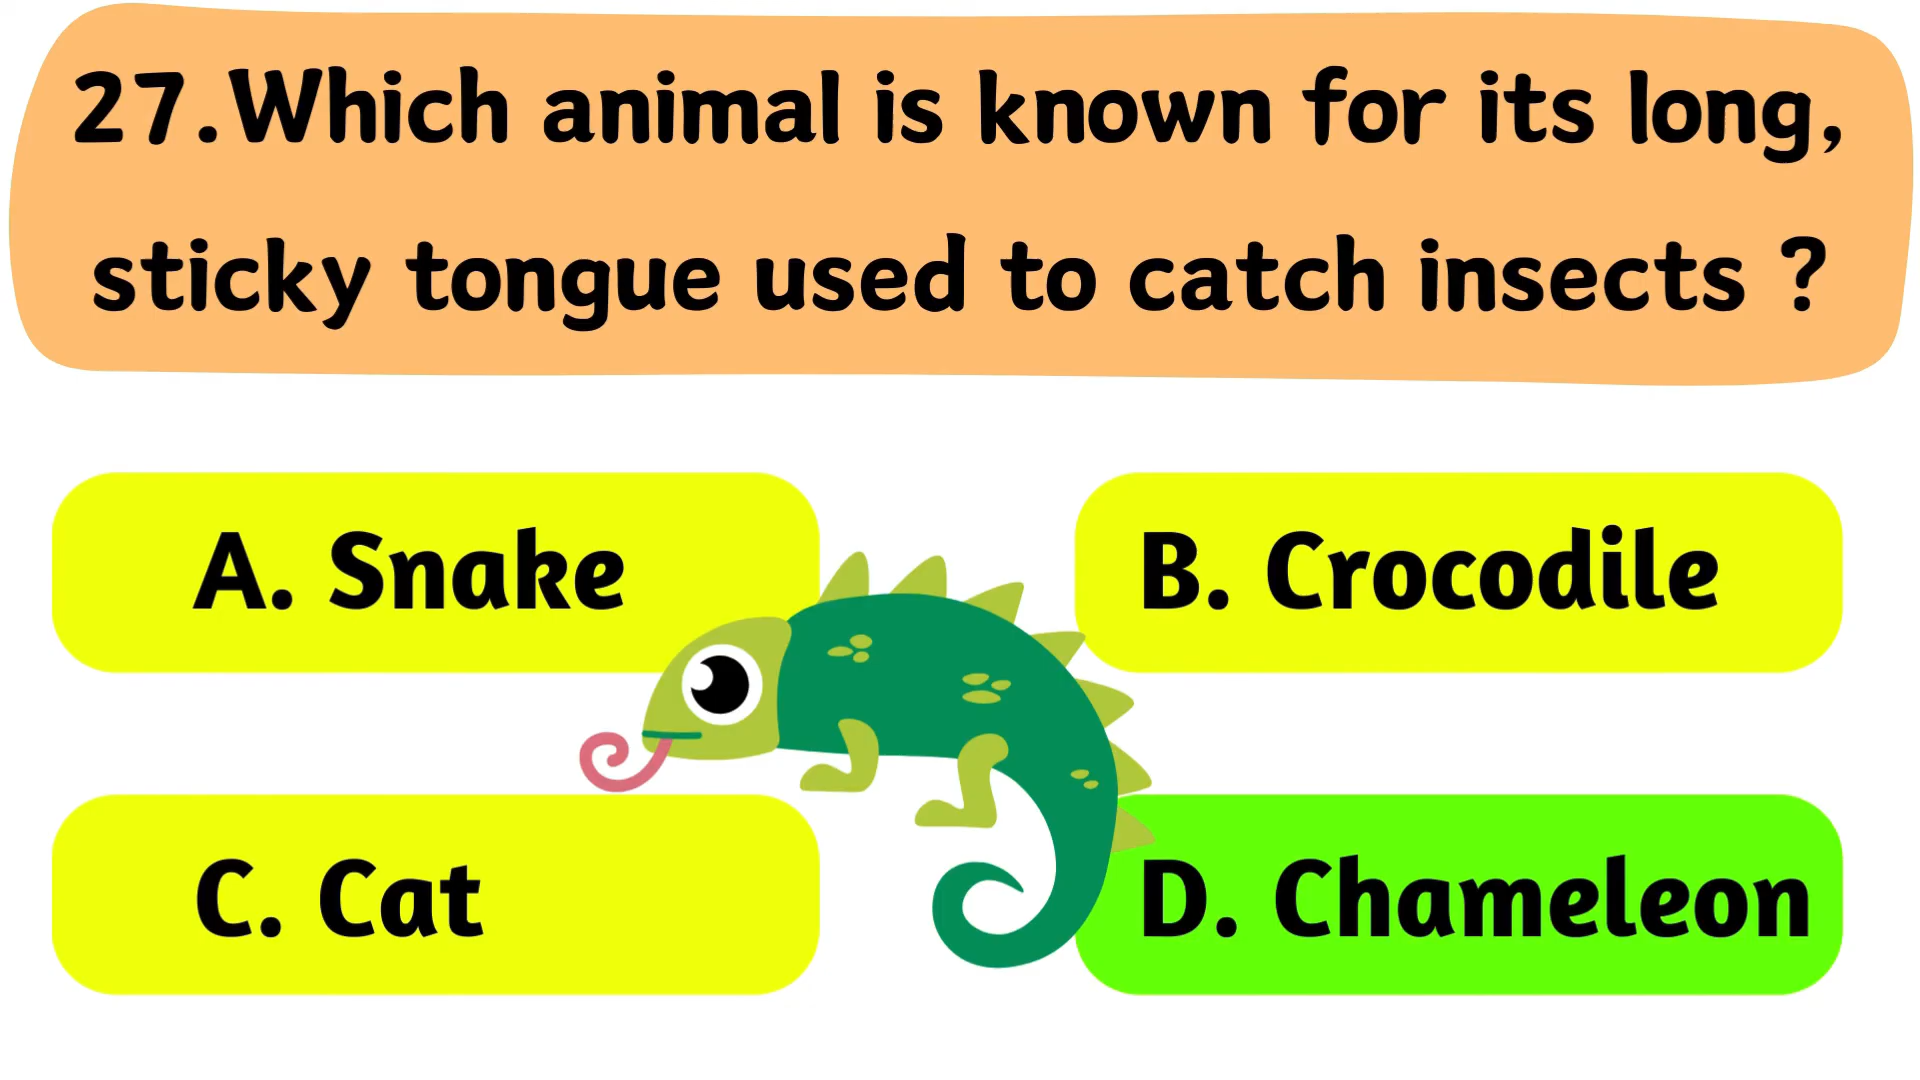 27.Which animal is known for its long,
sticky tongue used to catch insects ?
A. Snake
B. Crocodile
C. Cat
D. Chameleon